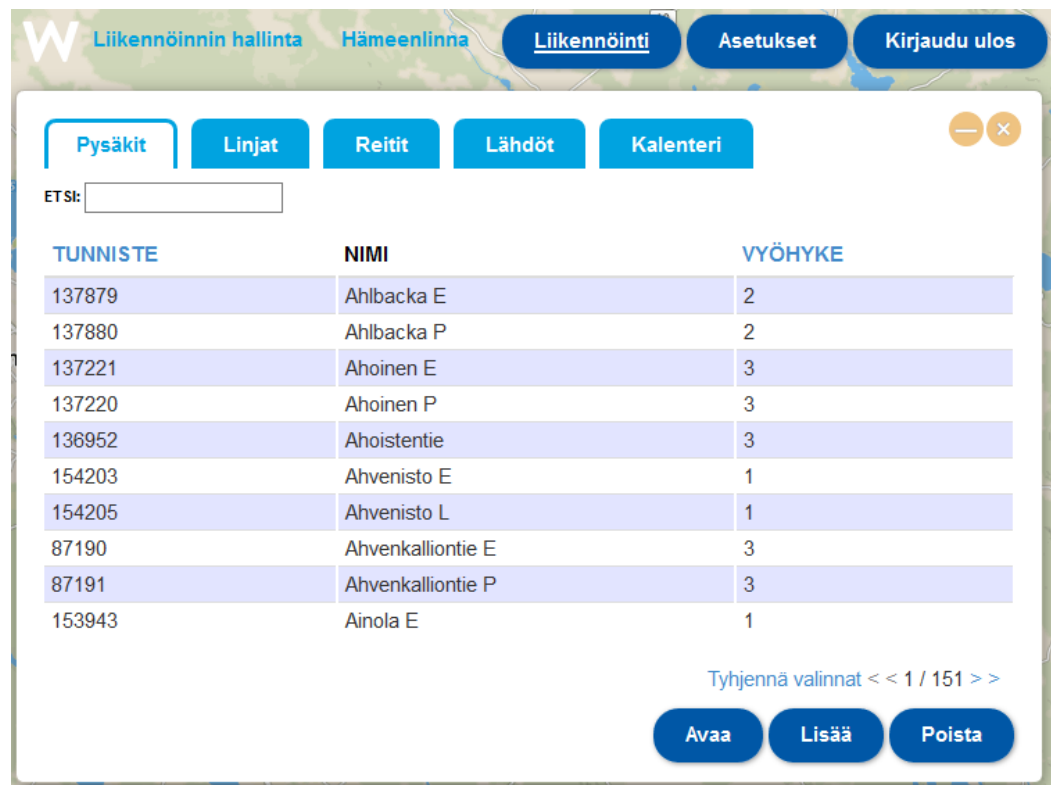 W Liikennöinnin hallinta Hämeenlinna Liikennöinti Asetukset Kirjaudu ulos
Pysäkit Linjat Reitit Lähdöt Kalenteri
ETSI:
TUNNISTE NIMI VYÖHYKE
137879 Ahlbacka E 2
137880 Ahlbacka P 2
137221 Ahoinen E 3
137220 Ahoinen P 3
136952 Ahoistentie 3
154203 Ahvenisto E 1
154205 Ahvenisto L 1
87190 Ahvenkalliontie E 3
87191 Ahvenkalliontie P 3
153943 Ainola E 1
Tyhjennä valinnat < < 1 / 151 > >
Avaa Lisää Poista